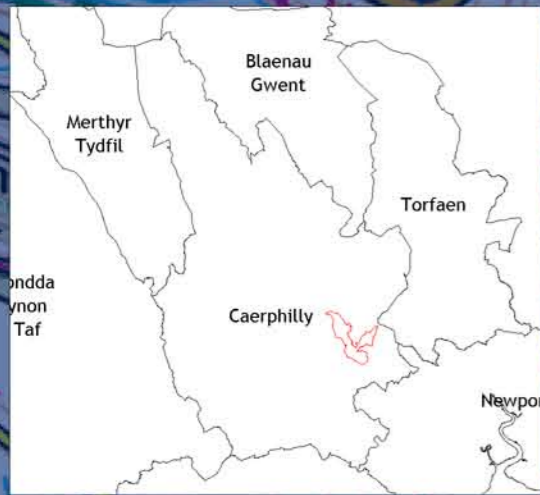 Blaenau
Gwent
Merthyr
Tydfil
Torfaen
ondda
ynon
Taf
Caerphilly
Newpor